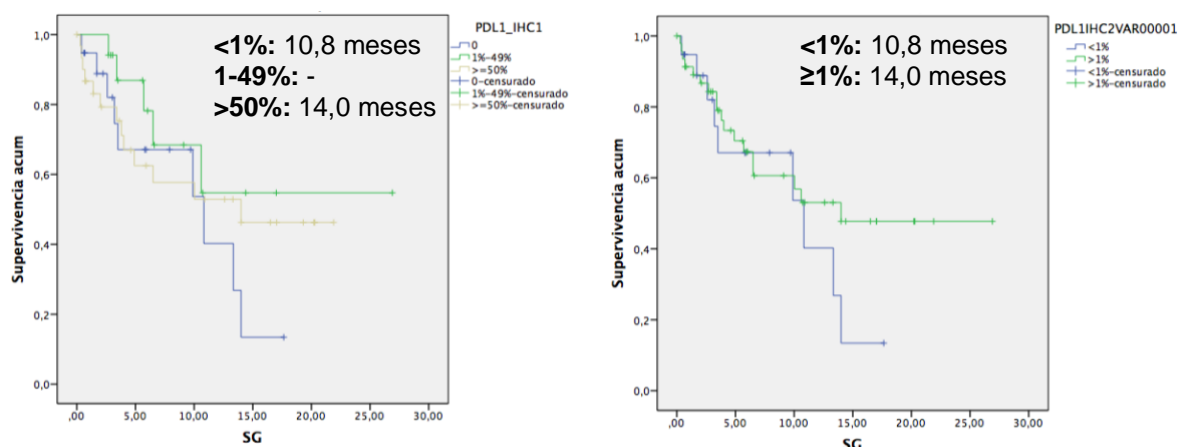 PDL1_IHC1
0
1%-49%
>=50%
0-censurado
1%-49%-censurado
>=50%-censurado
<1%: 10,8 meses
1-49%: -
>50%: 14,0 meses
Supervivencia acum
1,0
0,8
0,6
0,4
0,2
0,0
,00
5,00
10,00
15,00
20,00
25,00
30,00
SG
PDL1IHC2VAR00001
<1%
>1%
<1%-censurado
>1%-censurado
<1%: 10,8 meses
≥1%: 14,0 meses
Supervivencia acum
1,0
0,8
0,6
0,4
0,2
0,0
,00
5,00
10,00
15,00
20,00
25,00
30,00
SG